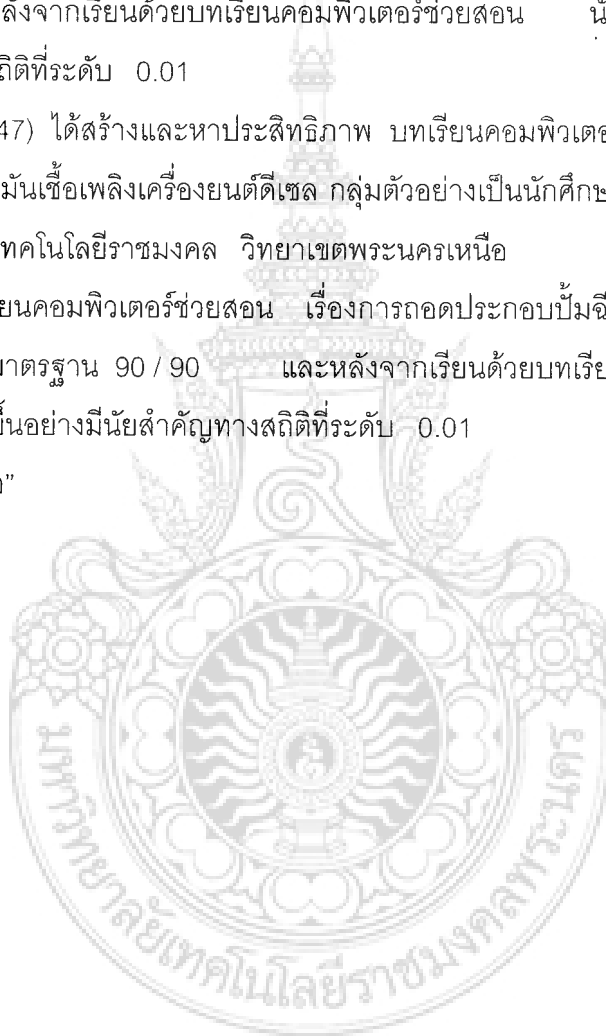 ลังจากเรียนด้วยบทเรียนคอมพิวเตอร์ช่วยสอน นั
ถิติที่ระดับ 0.01
47) ได้สร้างและหาประสิทธิภาพ บทเรียนคอมพิวเตอ
มันเชื้อเพลิงเครื่องยนต์ดีเซล กลุ่มตัวอย่างเป็นนักศึกษ
ทคโนโลยีราชมงคล วิทยาเขตพระนครเหนือ
ยนคอมพิวเตอร์ช่วยสอน เรื่องการถอดประกอบปั๊มฉี
มาตรฐาน 90 / 90 และหลังจากเรียนด้วยบทเรีย
ขึ้นอย่างมีนัยสำคัญทางสถิติที่ระดับ 0.01
”
มหาวิทยาลัยเทคโนโลยีราชมงคลพระนคร